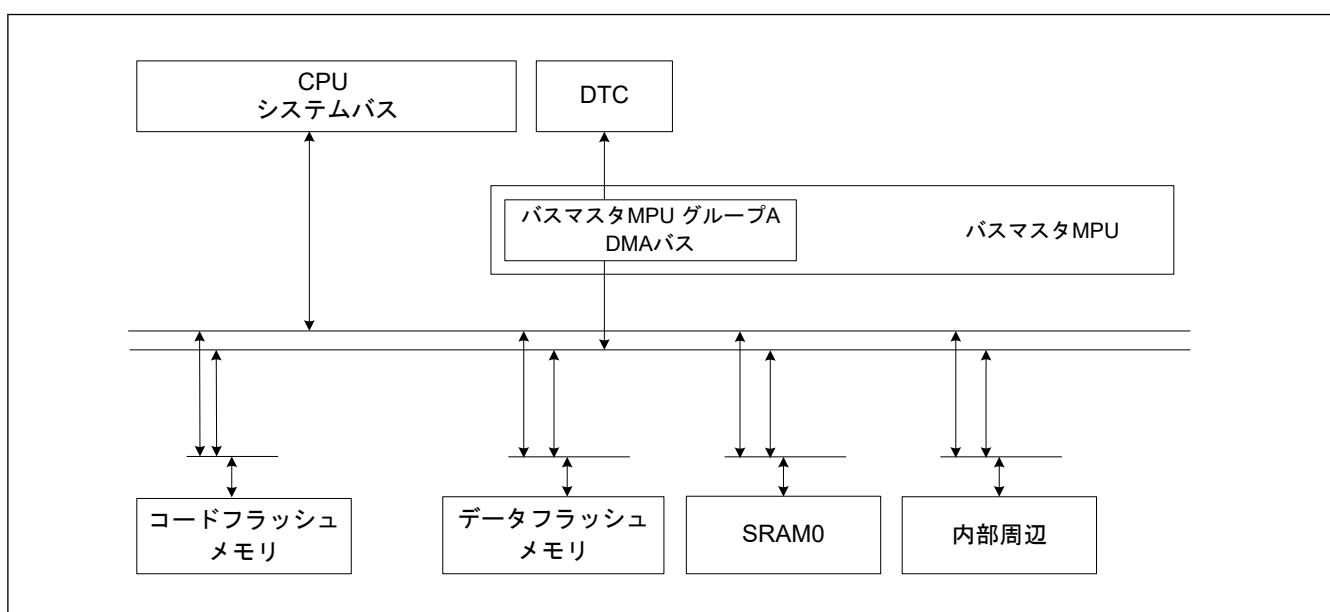 CPU
システムバス
DTC
バスマスタMPU グループA
DMAバス
バスマスタMPU
コードフラッシュ
メモリ
データフラッシュ
メモリ
SRAM0
内部周辺